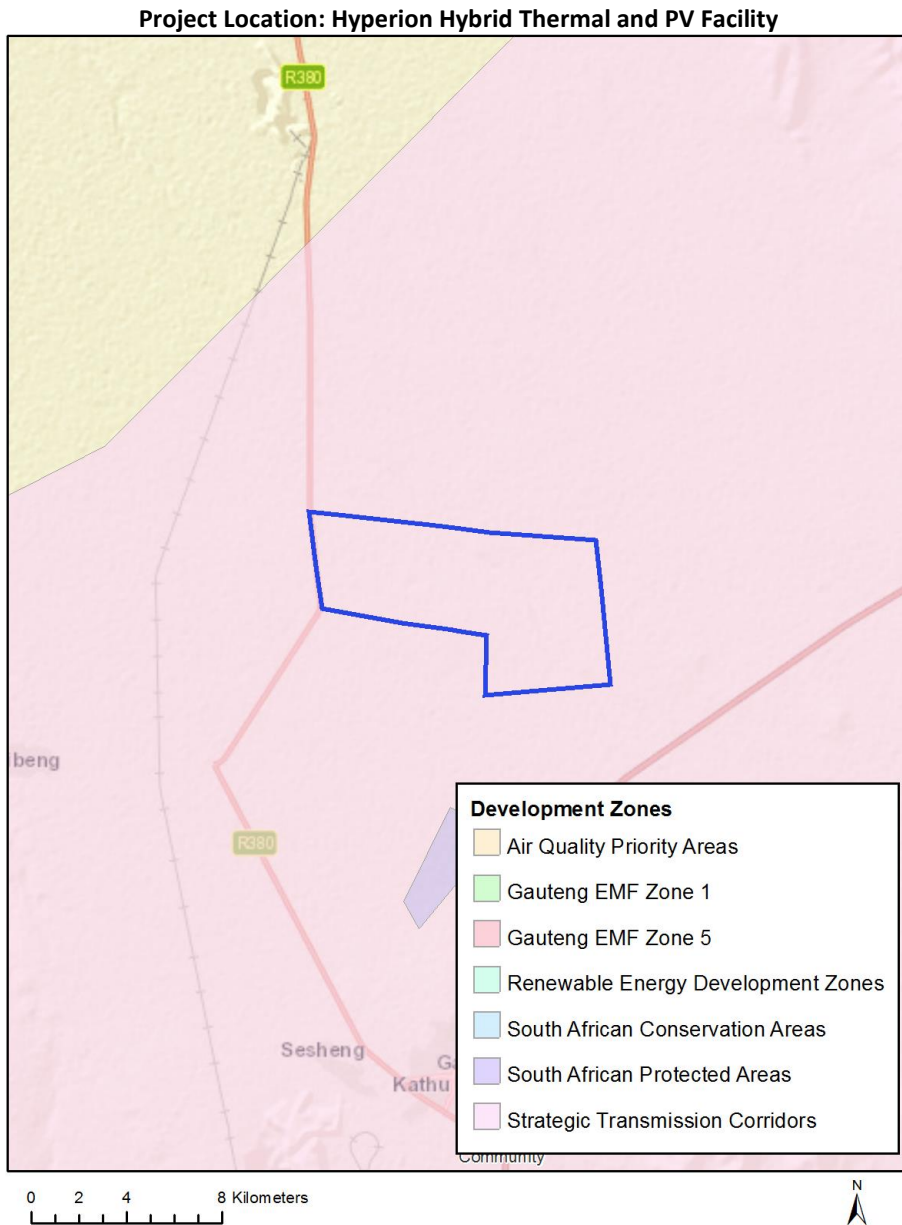 Project Location: Hyperion Hybrid Thermal and PV Facility
R380
lbeng
R380
Development Zones
Air Quality Priority Areas
Gauteng EMF Zone 1
Gauteng EMF Zone 5
Renewable Energy Development Zones
South African Conservation Areas
South African Protected Areas
Strategic Transmission Corridors
Sesheng
Ga
Kathu
Community
0 2 4 8 Kilometers
N